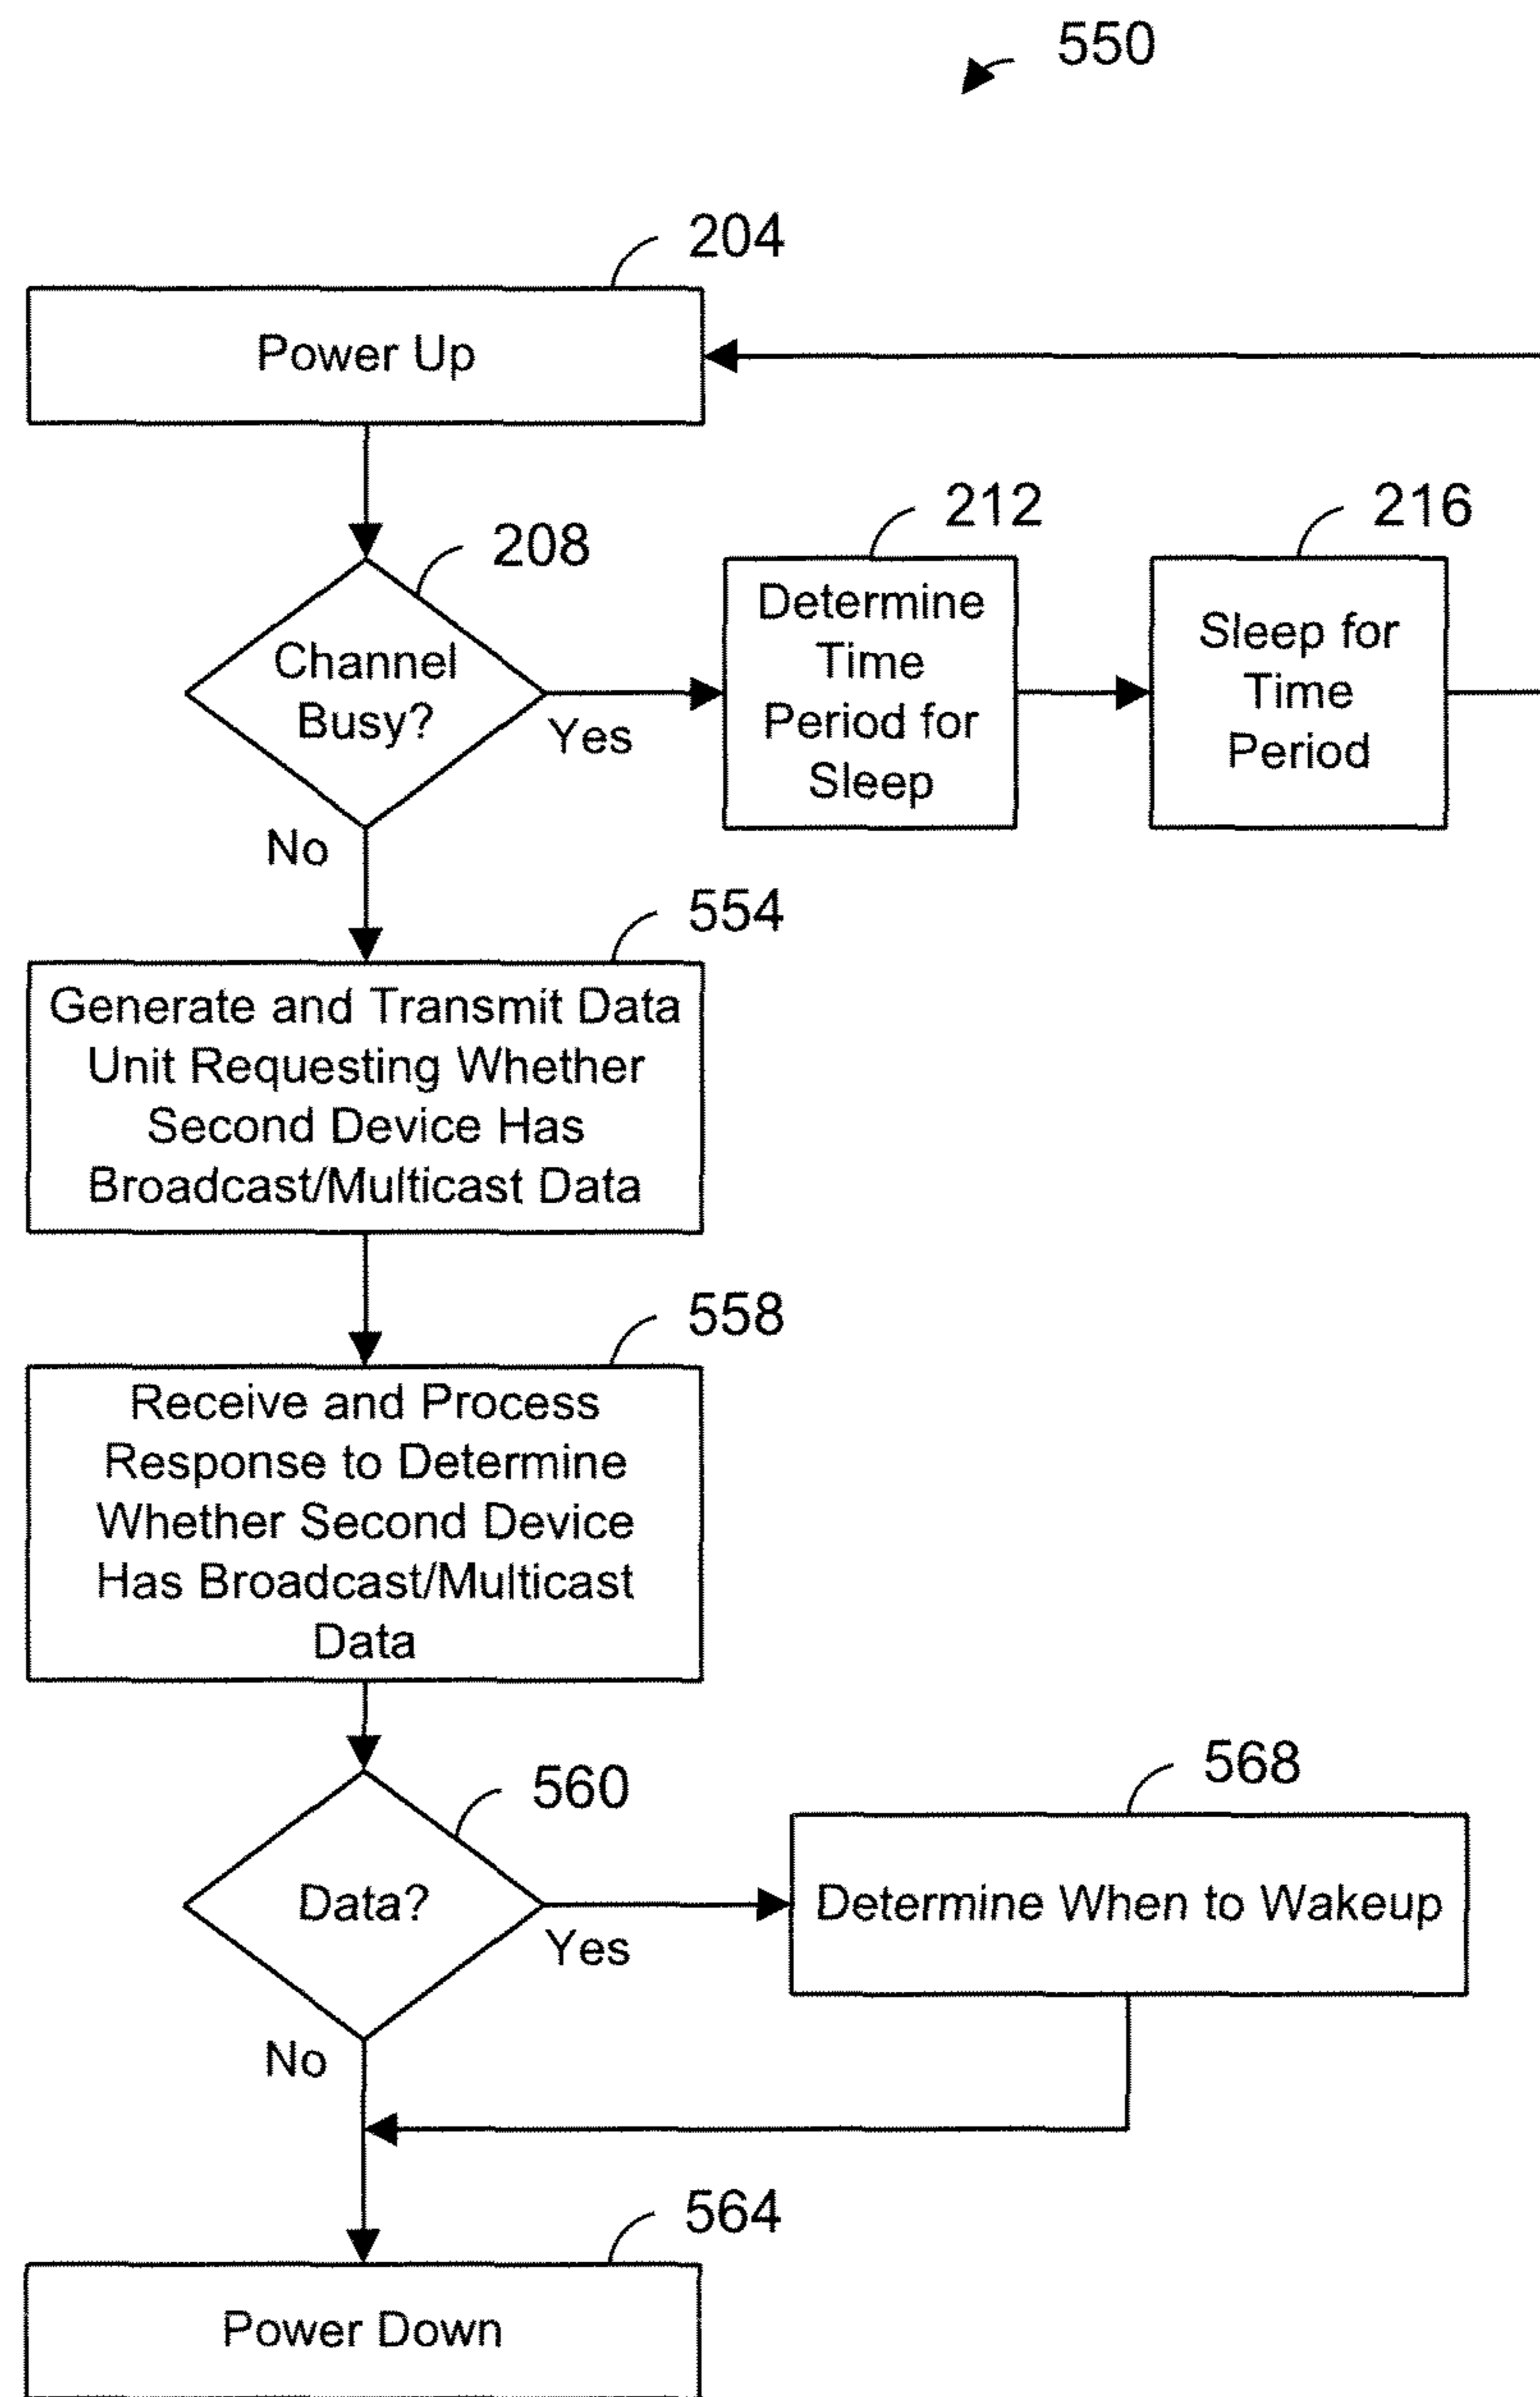 550
204
Power Up
208
Channel
Busy?
Yes
No
212
Determine
Time
Period for
Sleep
216
Sleep for
Time
Period
554
Generate and Transmit Data
Unit Requesting Whether
Second Device Has
Broadcast/Multicast Data
558
Receive and Process
Response to Determine
Whether Second Device
Has Broadcast/Multicast
Data
560
Data?
Yes
No
568
Determine When to Wakeup
564
Power Down